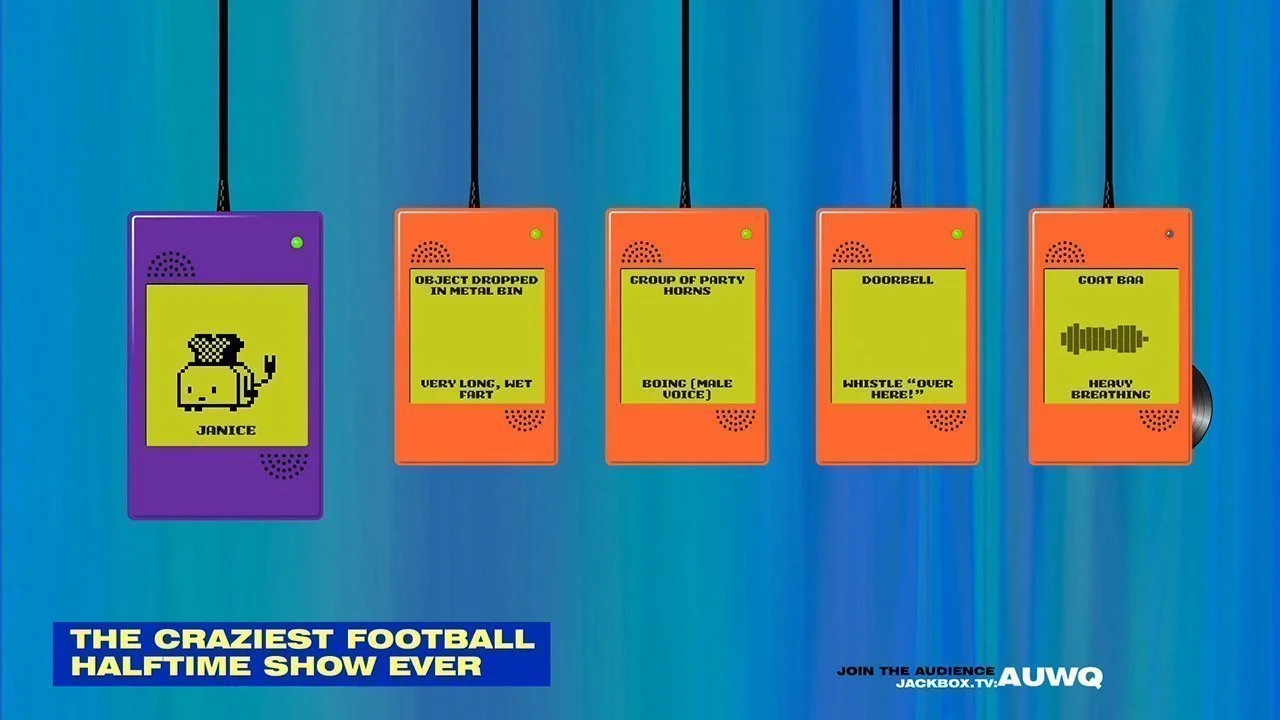 JANICE
OBJECT DROPPED
IN METAL BIN
VERY LONG, WET
FART
GROUP OF PARTY
HORNS
BOING (MALE
VOICE)
DOORBELL
WHISTLE “OVER
HERE!”
GOAT BAA
HEAVY
BREATHING
THE CRAZIEST FOOTBALL
HALFTIME SHOW EVER
JOIN THE AUDIENCE
JACKBOX.TV:AUWQ